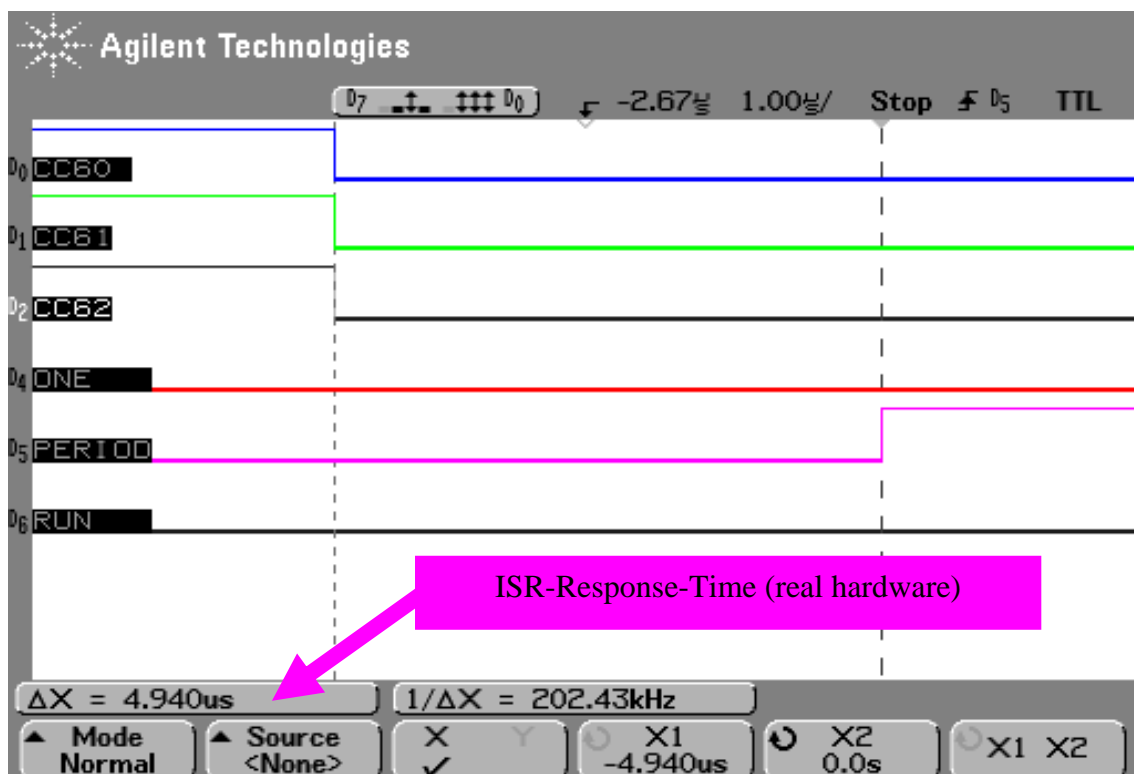 Agilent Technologies
D7 D0 -2.67us 1.00us/ Stop D5 TTL
D0 CC60
D1 CC61
D2 CC62
D4 ONE
D5 PERIOD
D6 RUN
ISR-Response-Time (real hardware)
ΔX = 4.940us 1/ΔX = 202.43kHz
Mode Normal
Source <None>
X Y ✓
X1 -4.940us
X2 0.0s
X1 X2